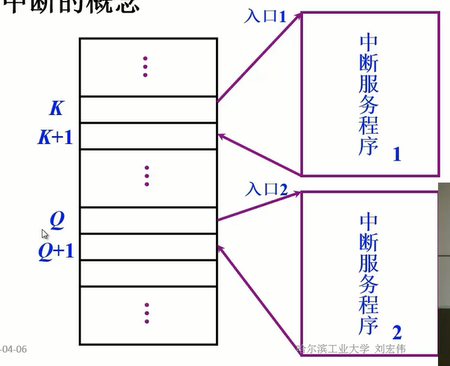 中断的概念
入口1
中断服务程序 1
K
K+1
入口2
Q
Q+1
中断服务程序 2
-04-06
哈尔滨工业大学 刘宏伟